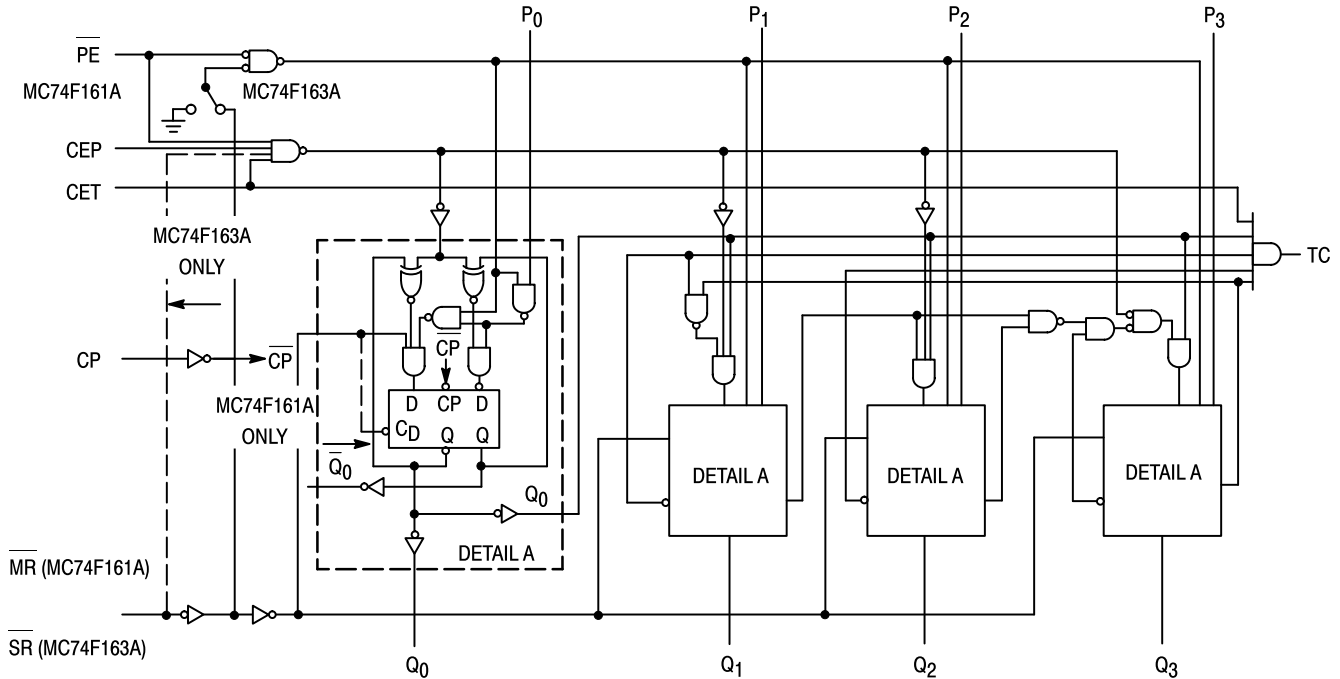 P0 P1 P2 P3
PE
MC74F161A MC74F163A
CEP
CET
MC74F163A
ONLY
TC
CP CP CP
MC74F161A
ONLY
D CP D
CD Q Q
Q0
Q0
DETAIL A
DETAIL A
DETAIL A
DETAIL A
MR (MC74F161A)
SR (MC74F163A)
Q0 Q1 Q2 Q3